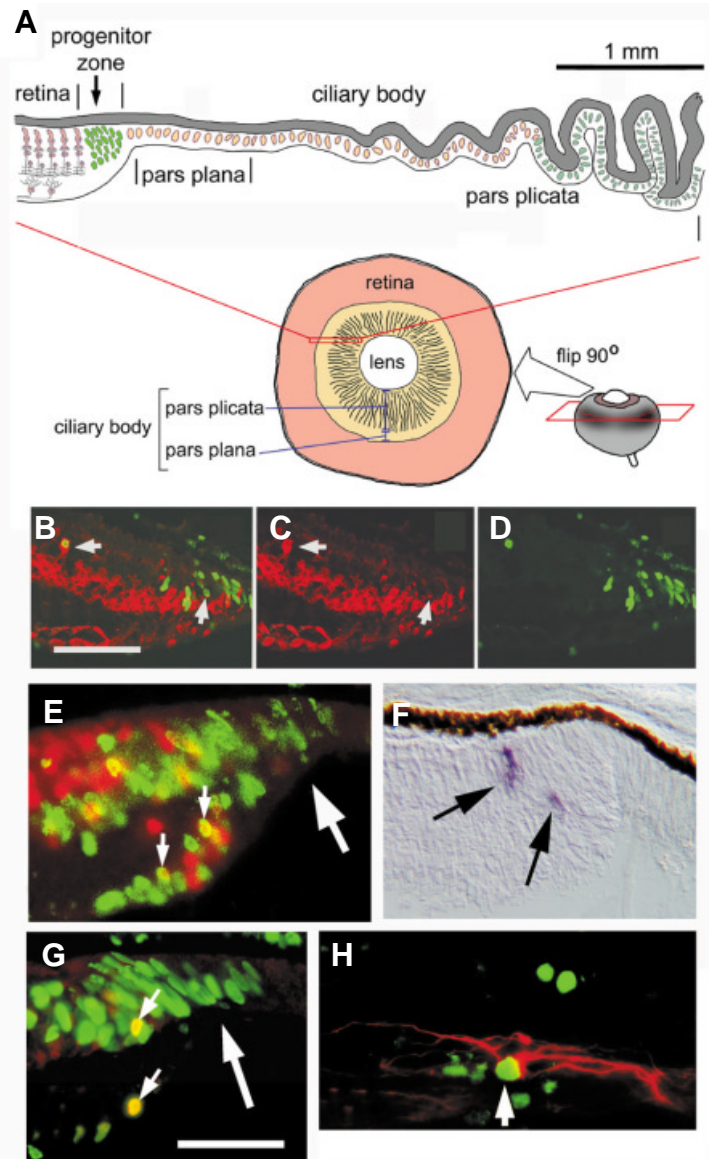 A
progenitor
zone
1 mm
retina
ciliary body
pars plana
pars plicata
retina
lens
flip 90º
ciliary body
pars plicata
pars plana
B
C
D
E
F
G
H